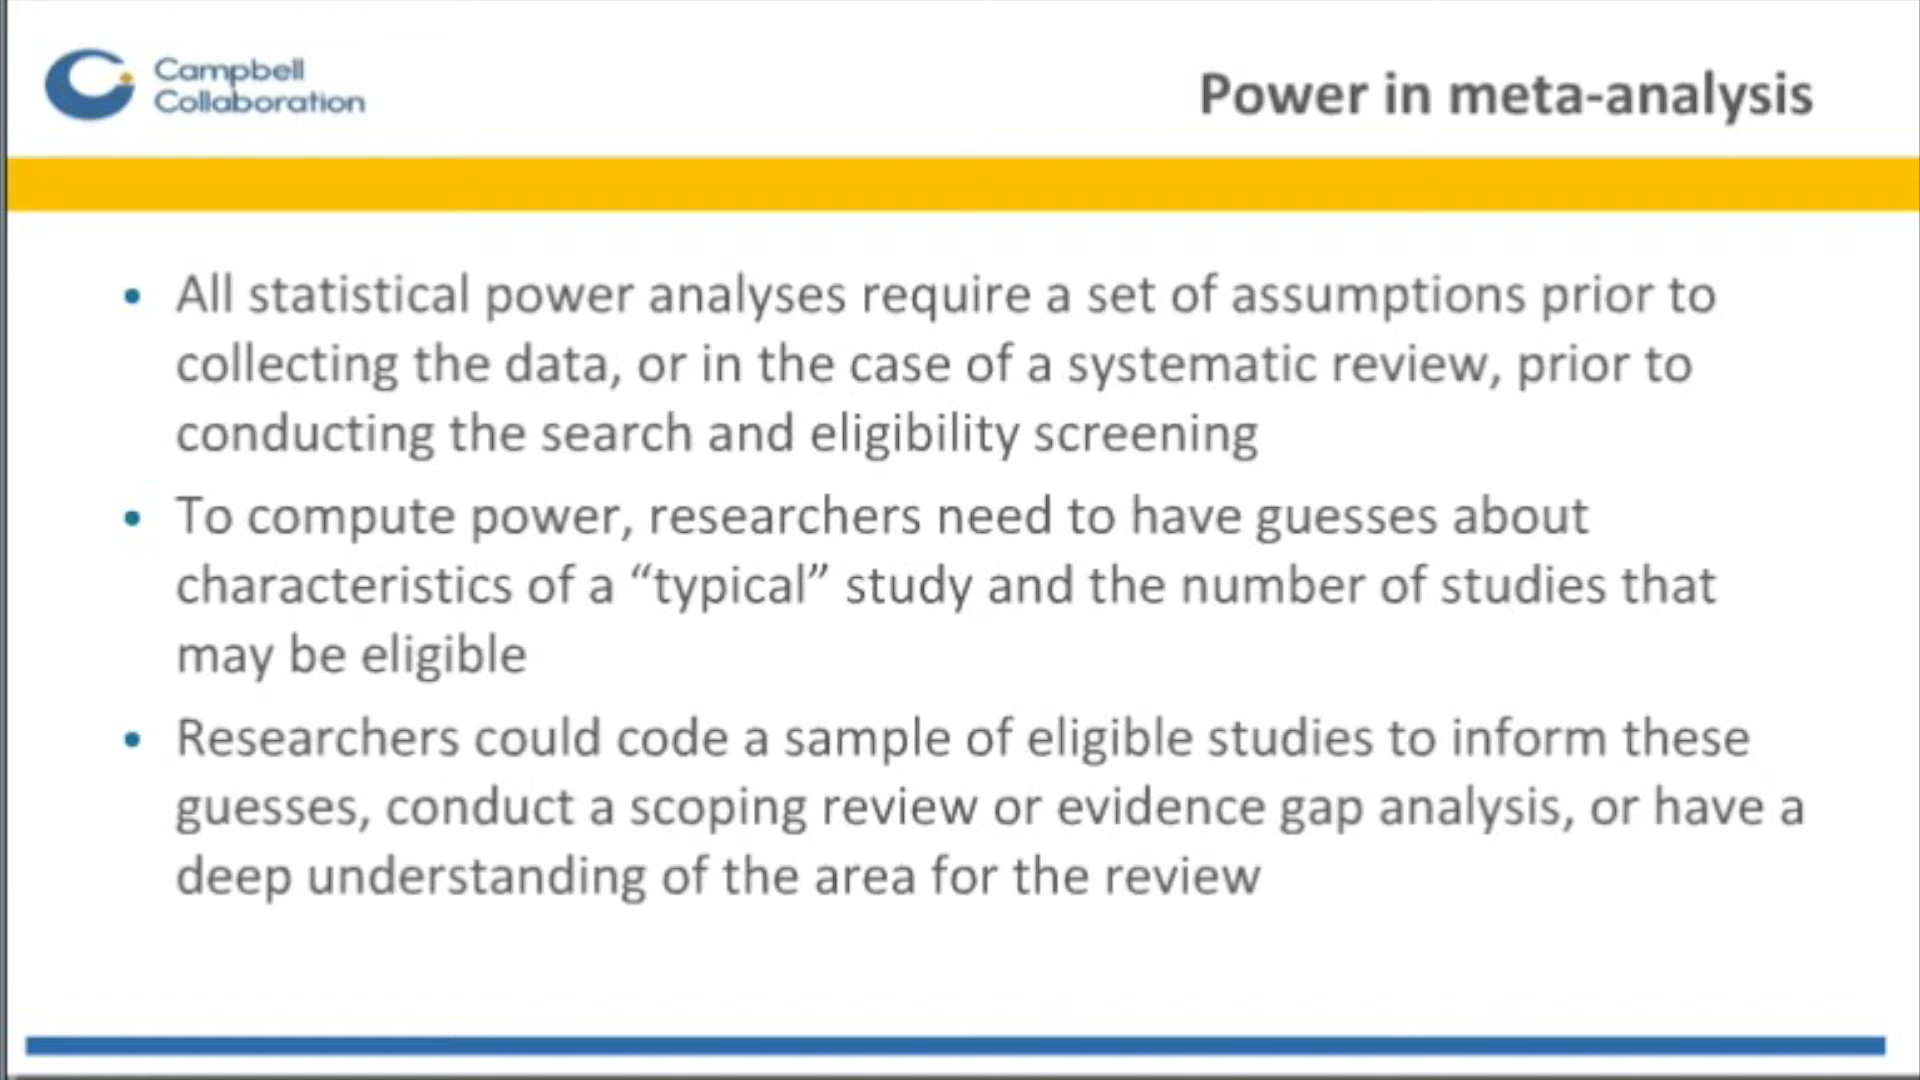 Campbell
Collaboration
Power in meta-analysis
• All statistical power analyses require a set of assumptions prior to
collecting the data, or in the case of a systematic review, prior to
conducting the search and eligibility screening
• To compute power, researchers need to have guesses about
characteristics of a “typical” study and the number of studies that
may be eligible
• Researchers could code a sample of eligible studies to inform these
guesses, conduct a scoping review or evidence gap analysis, or have a
deep understanding of the area for the review